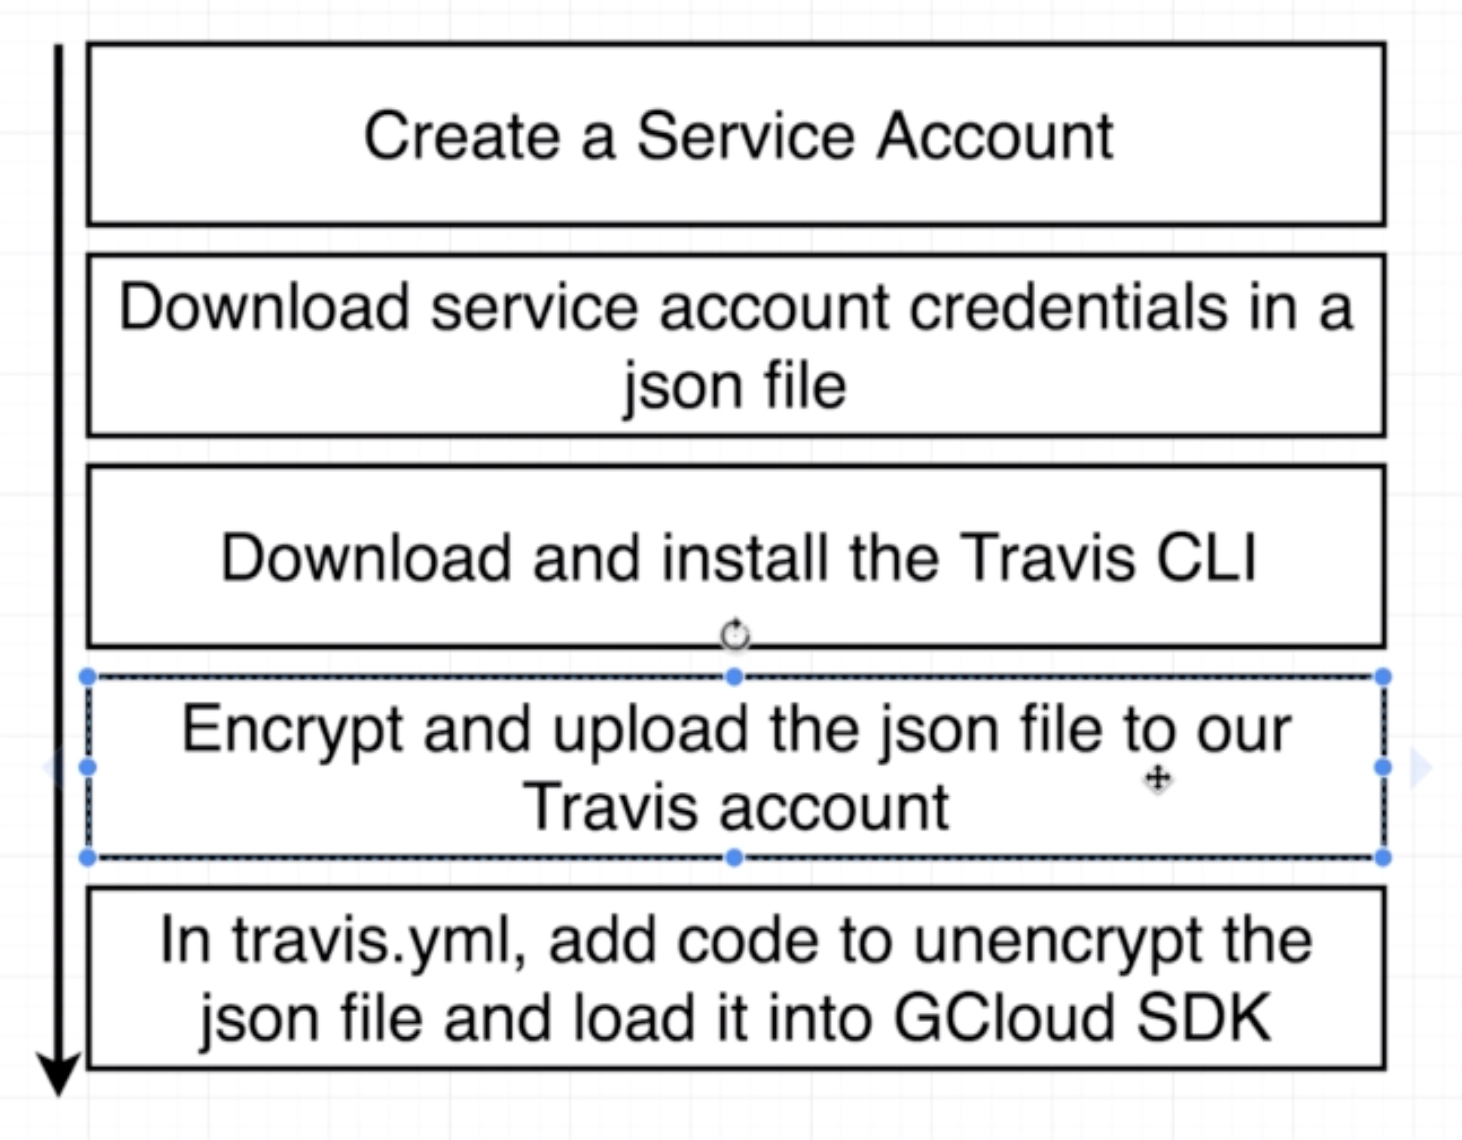 Create a Service Account
Download service account credentials in a
json file
Download and install the Travis CLI
Encrypt and upload the json file to our
Travis account
In travis.yml, add code to unencrypt the
json file and load it into GCloud SDK